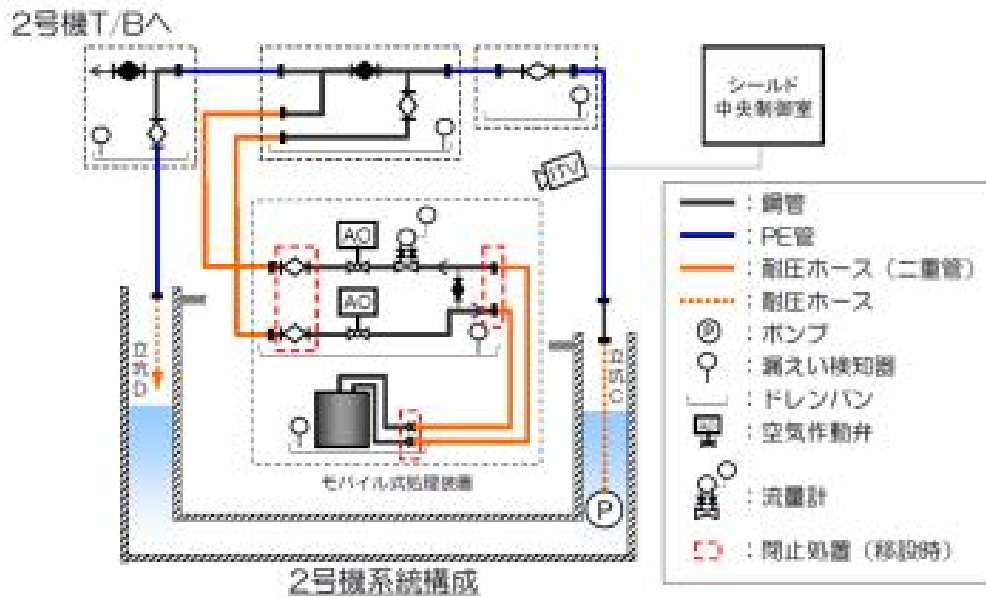 2号機T/Bへ
シールド
中央制御室
ITV
AO
AO
立坑D
立坑C
P
モバイル式処理装置
2号機系統構成
：鋼管
：PE管
：耐圧ホース（二重管）
：耐圧ホース
：ポンプ
：漏えい検知器
：ドレンパン
AO
：空気作動弁
：流量計
：閉止処置（移設時）